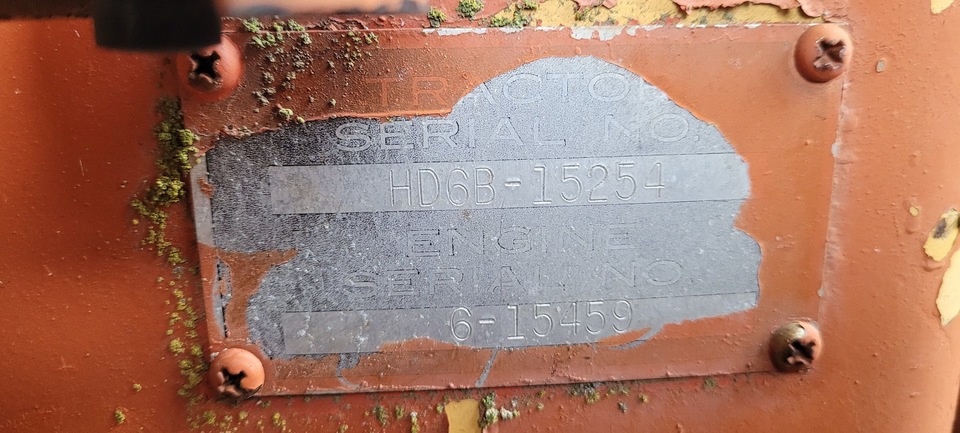 TRACTOR
SERIAL NO.
HD6B-15254
ENGINE
SERIAL NO.
6-15459